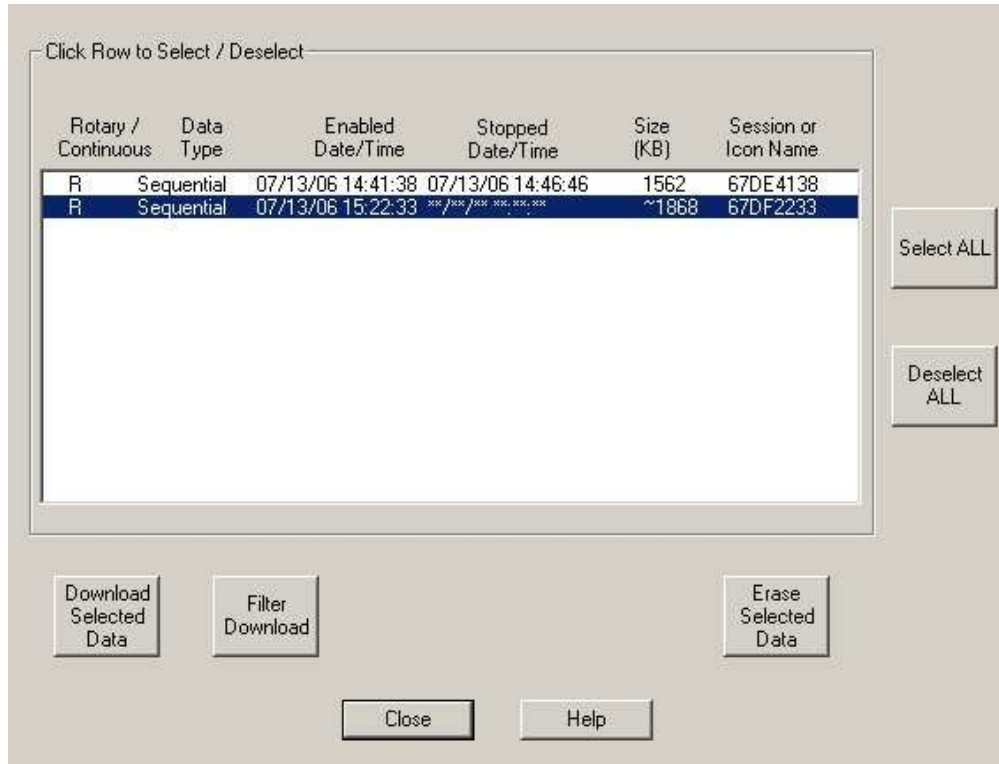 Click Row to Select / Deselect
Rotary / Data Enabled Stopped Size Session or
Continuous Type Date/Time Date/Time (KB) Icon Name
R Sequential 07/13/06 14:41:38 07/13/06 14:46:46 1562 67DE4138
R Sequential 07/13/06 15:22:33 **/**/** **:**:** ~1868 67DF2233
Select ALL
Deselect
ALL
Download
Selected
Data
Filter
Download
Erase
Selected
Data
Close
Help